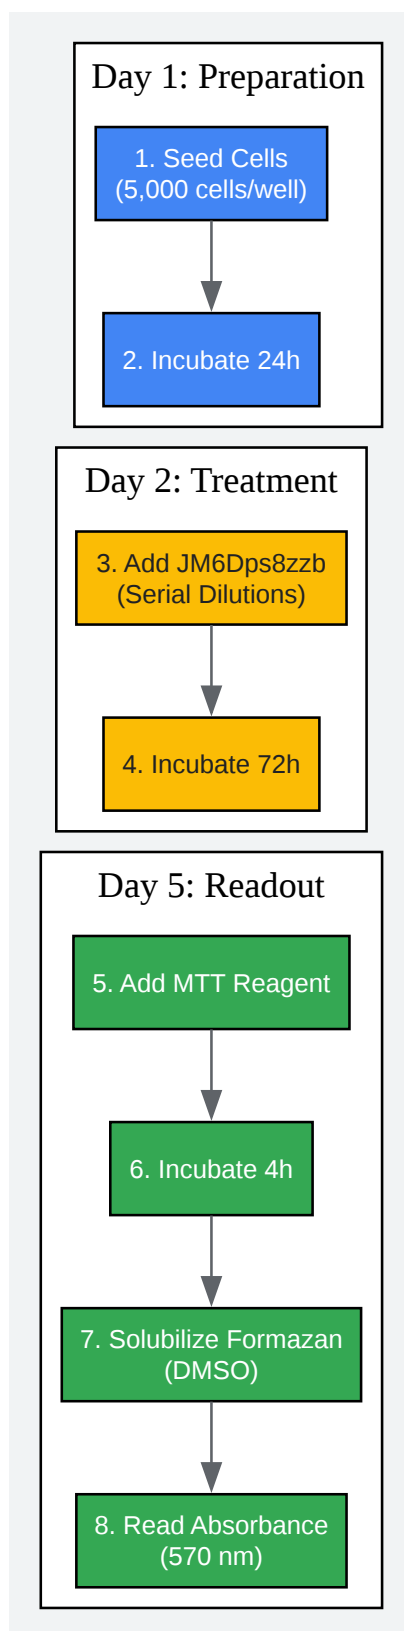 Day 1: Preparation
1. Seed Cells
(5,000 cells/well)
2. Incubate 24h
Day 2: Treatment
3. Add JM6Dps8zzb
(Serial Dilutions)
4. Incubate 72h
Day 5: Readout
5. Add MTT Reagent
6. Incubate 4h
7. Solubilize Formazan
(DMSO)
8. Read Absorbance
(570 nm)